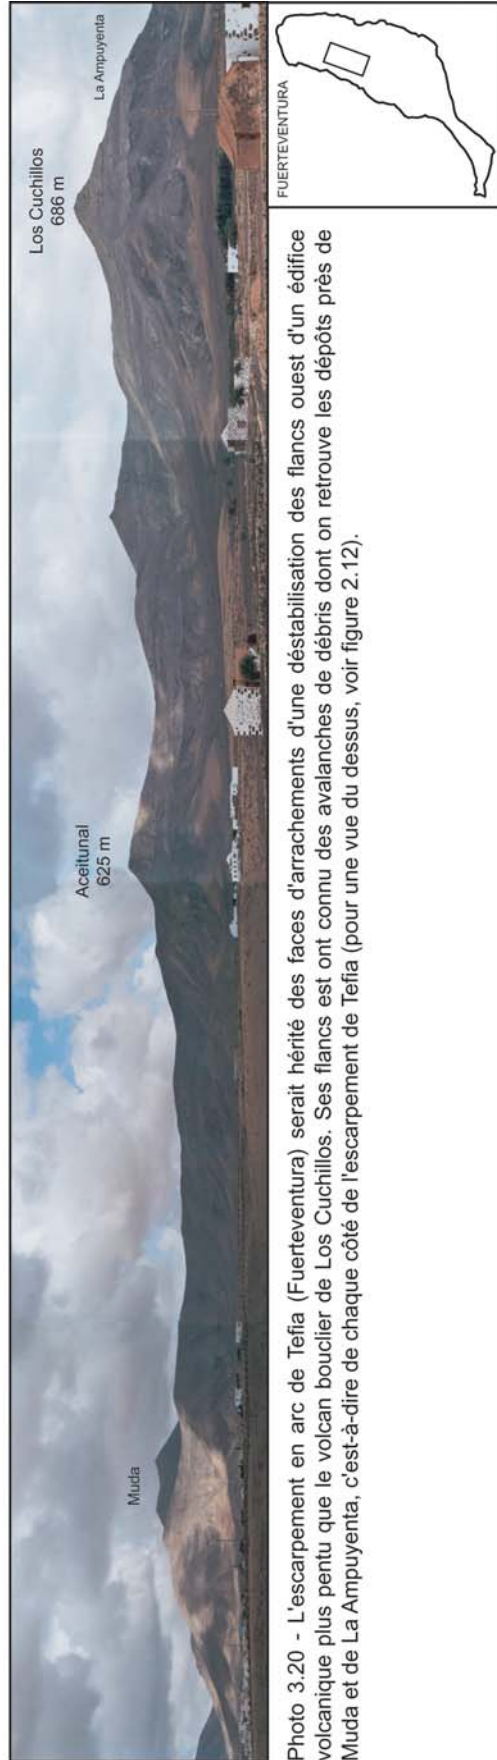 Muda
Aceitunal
625 m
Los Cuchillos
686 m
La Ampuyenta
Photo 3.20 - L'escarpement en arc de Tefia (Fuerteventura) serait hérité des faces d'arrachements d'une déstabilisation des flancs ouest d'un édifice
volcanique plus pentu que le volcan bouclier de Los Cuchillos. Ses flancs est ont connu des avalanches de débris dont on retrouve les dépôts près de
Muda et de La Ampuyenta, c'est-à-dire de chaque côté de l'escarpement de Tefia (pour une vue du dessus, voir figure 2.12).
FUERTEVENTURA